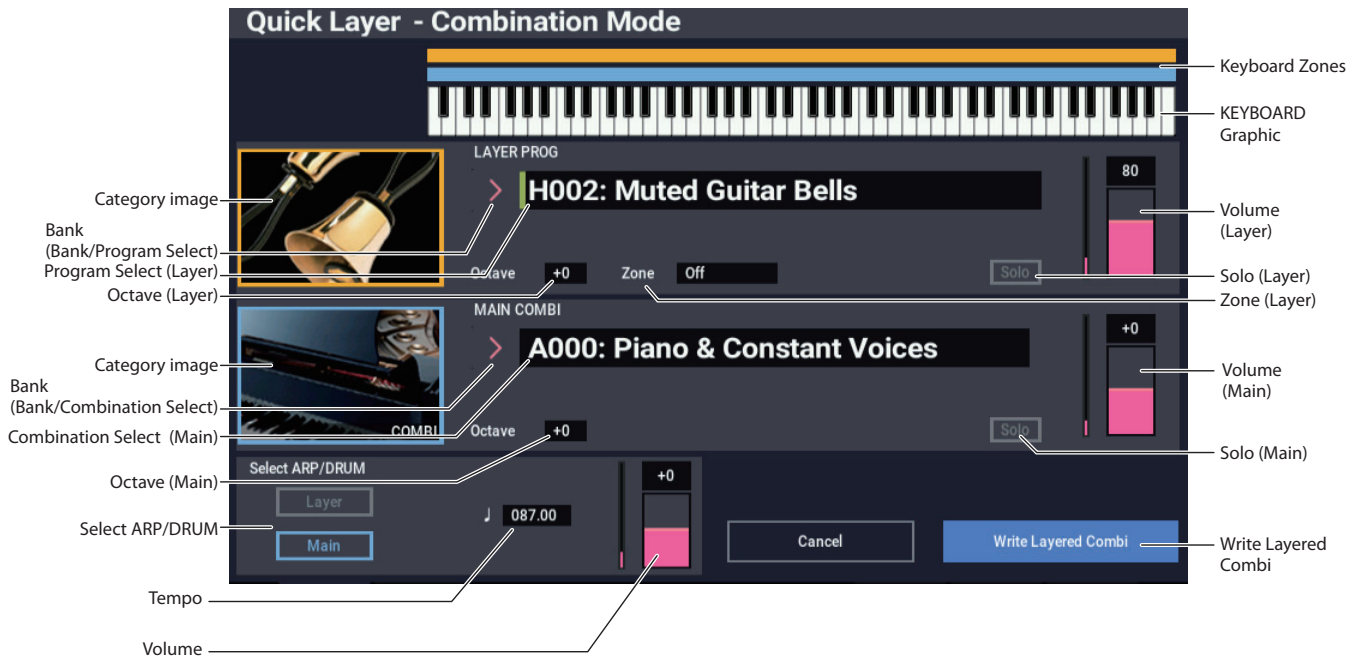 Quick Layer - Combination Mode
Keyboard Zones
KEYBOARD
Graphic
LAYER PROG
80
H002: Muted Guitar Bells
Category image
Bank
(Bank/Program Select)
Program Select (Layer)
Octave (Layer)
Volume
(Layer)
Octave +0 Zone Off Solo
Solo (Layer)
Zone (Layer)
MAIN COMBI
+0
A000: Piano & Constant Voices
Category image
Bank
(Bank/Combination Select)
Combination Select (Main)
Volume
(Main)
COMBI Octave +0 Solo
Solo (Main)
Octave (Main)
Select ARP/DRUM
+0
Layer
Select ARP/DRUM
♩ 087.00
Main
Cancel
Write Layered Combi
Write Layered
Combi
Tempo
Volume